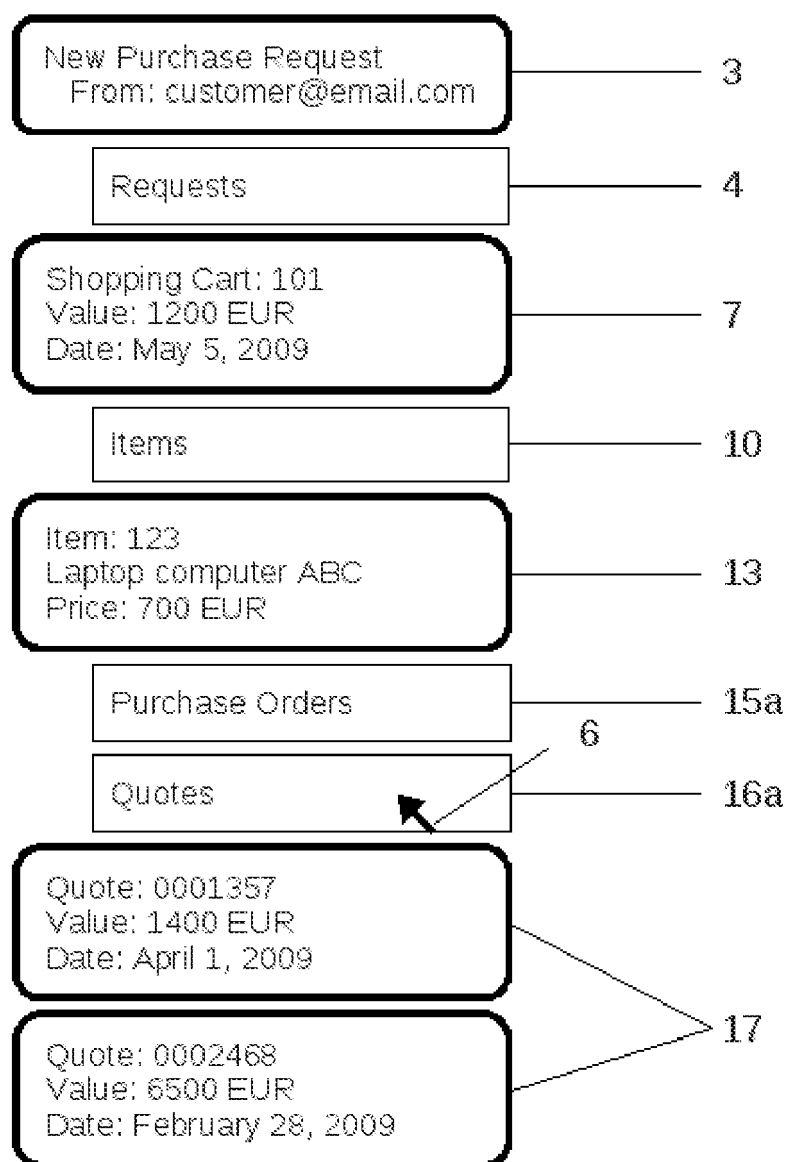 New Purchase Request
From: customer@email.com
3
Requests
4
Shopping Cart: 101
Value: 1200 EUR
Date: May 5, 2009
7
Items
10
Item: 123
Laptop computer ABC
Price: 700 EUR
13
Purchase Orders
15a
6
Quotes
16a
Quote: 0001357
Value: 1400 EUR
Date: April 1, 2009
17
Quote: 0002468
Value: 6500 EUR
Date: February 28, 2009